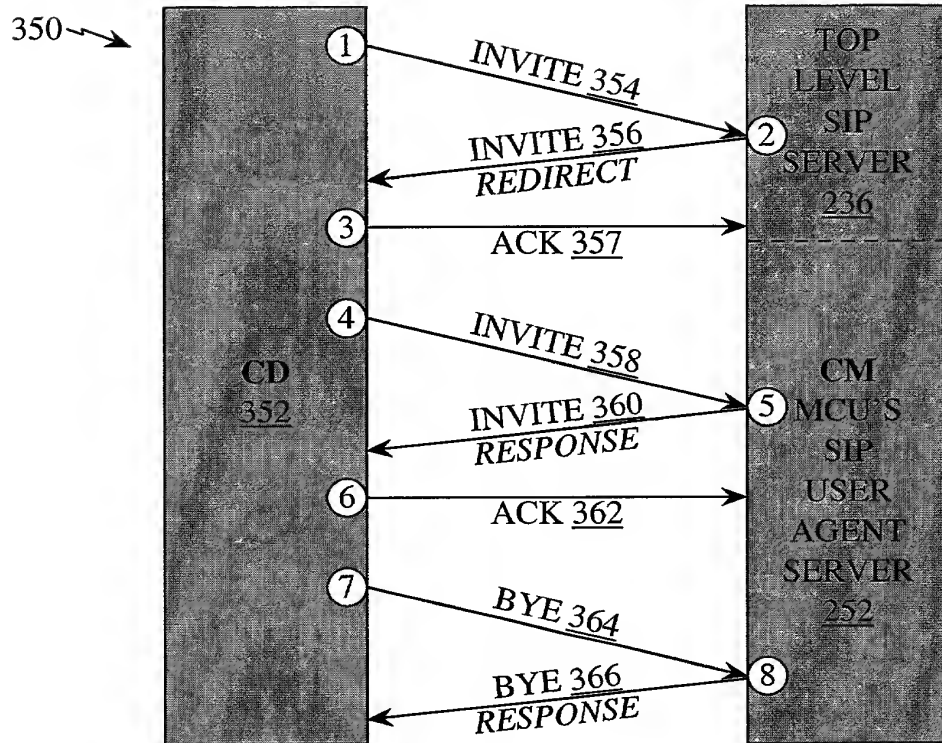 350
1
INVITE 354
TOP
LEVEL
SIP
SERVER
236
2
INVITE 356
REDIRECT
3
ACK 357
4
INVITE 358
CD
352
CM
MCU'S
SIP
USER
AGENT
SERVER
252
5
INVITE 360
RESPONSE
6
ACK 362
7
BYE 364
8
BYE 366
RESPONSE